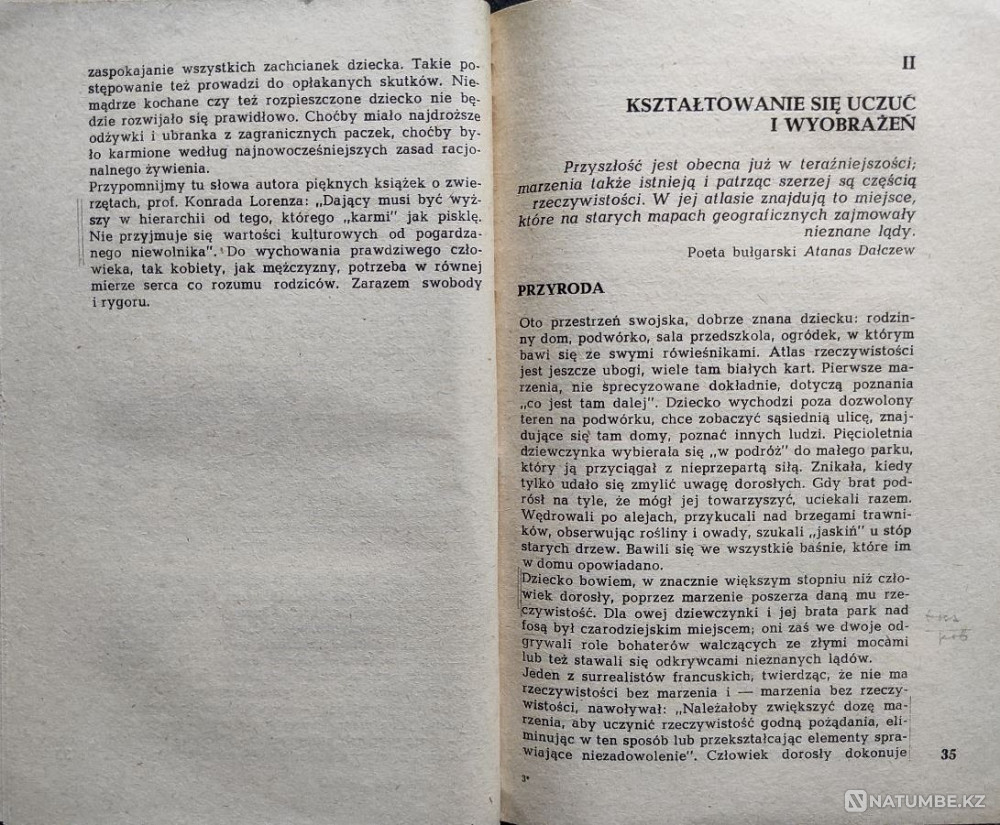 zaspokajanie wszystkich zachcianek dziecka. Takie po-
stępowanie też prowadzi do opłakanych skutków. Nie-
mądrze kochane czy też rozpieszczone dziecko nie bę-
dzie rozwijało się prawidłowo. Choćby miało najdroższe
odżywki i ubranka z zagranicznych paczek, choćby by-
ło karmione według najnowocześniejszych zasad racjo-
nalnego żywienia.
Przypomnijmy tu słowa autora pięknych książek o zwie-
rzętach, prof. Konrada Lorenza: „Dający musi być wyż-
szy w hierarchii od tego, którego „karmi" jak pisklę.
Nie przyjmuje się wartości kulturowych od pogardza-
nego niewolnika". Do wychowania prawdziwego czło-
wieka, tak kobiety, jak mężczyzny, potrzeba w równej
mierze serca co rozumu rodziców. Zarazem swobody
i rygoru.
II
KSZTAŁTOWANIE SIĘ UCZUĆ
I WYOBRAŻEŃ
Przyszłość jest obecna już w teraźniejszości;
marzenia także istnieją i patrząc szerzej są częścią
rzeczywistości. W jej atlasie znajdują to miejsce,
które na starych mapach geograficznych zajmowały
nieznane lądy.
Poeta bułgarski Atanas Dałczew
PRZYRODA
Oto przestrzeń swojska, dobrze znana dziecku: rodzin-
ny dom, podwórko, sala przedszkola, ogródek, w którym
bawi się ze swymi rówieśnikami. Atlas rzeczywistości
jest jeszcze ubogi, wiele tam białych kart. Pierwsze ma-
rzenia, nie sprecyzowane dokładnie, dotyczą poznania
„co jest tam dalej". Dziecko wychodzi poza dozwolony
teren na podwórku, chce zobaczyć sąsiednią ulicę, znaj-
dujące się tam domy, poznać innych ludzi. Pięcioletnia
dziewczynka wybierała się „w podróż" do małego parku,
który ją przyciągał z nieprzepartą siłą. Znikała, kiedy
tylko udało się zmylić uwagę dorosłych. Gdy brat pod-
rósł na tyle, że mógł jej towarzyszyć, uciekali razem.
Wędrowali po alejach, przykucali nad brzegami trawni-
ków, obserwując rośliny i owady, szukali „jaskiń" u stóp
starych drzew. Bawili się we wszystkie baśnie, które im
w domu opowiadano.
Dziecko bowiem, w znacznie większym stopniu niż czło-
wiek dorosły, poprzez marzenie poszerza daną mu rze-
czywistość. Dla owej dziewczynki i jej brata park nad
fosą był czarodziejskim miejscem; oni zaś we dwoje od-
grywali role bohaterów walczących ze złymi mocami
lub też stawali się odkrywcami nieznanych lądów.
Jeden z surrealistów francuskich, twierdząc, że nie ma
rzeczywistości bez marzenia i — marzenia bez rzeczy-
wistości, nawoływał: „Należałoby zwiększyć dozę ma-
rzenia, aby uczynić rzeczywistość godną pożądania, eli-
minując w ten sposób lub przekształcając elementy spra-
wiające niezadowolenie". Człowiek dorosły dokonuje
35
3*
NATUMBE.KZ